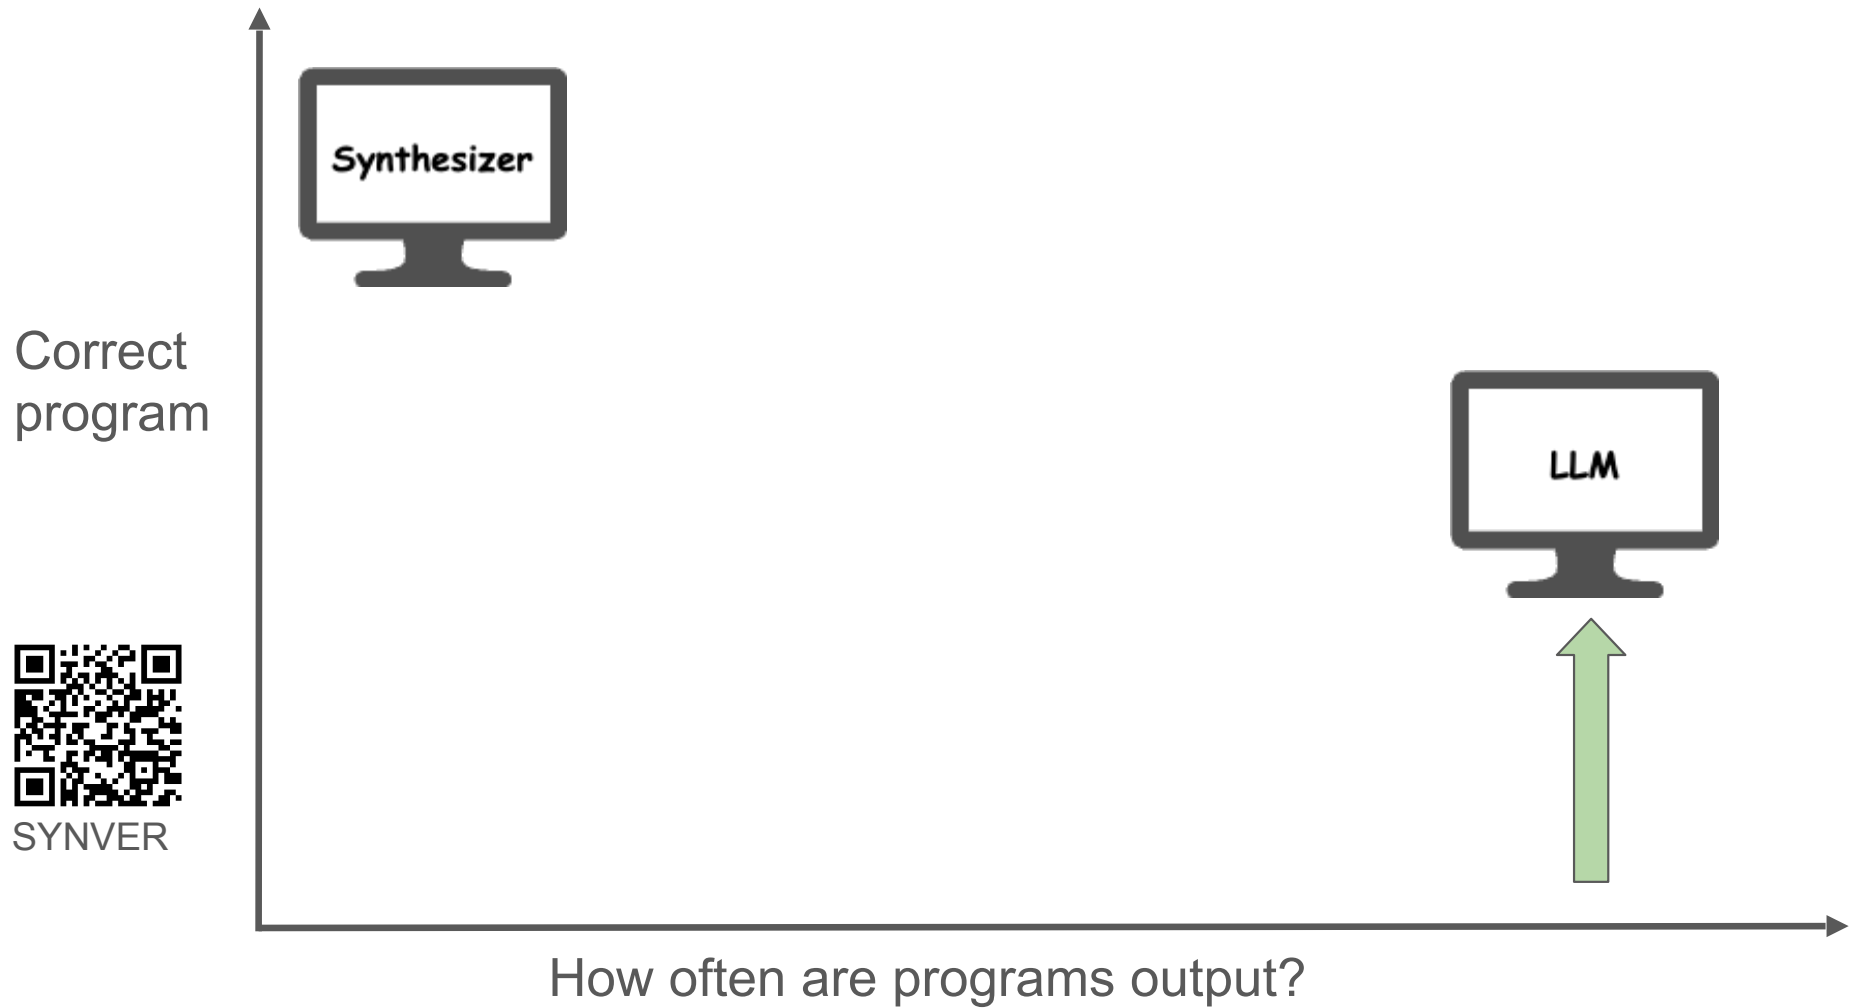 Synthesizer
Correct
program
LLM
SYNVER
How often are programs output?